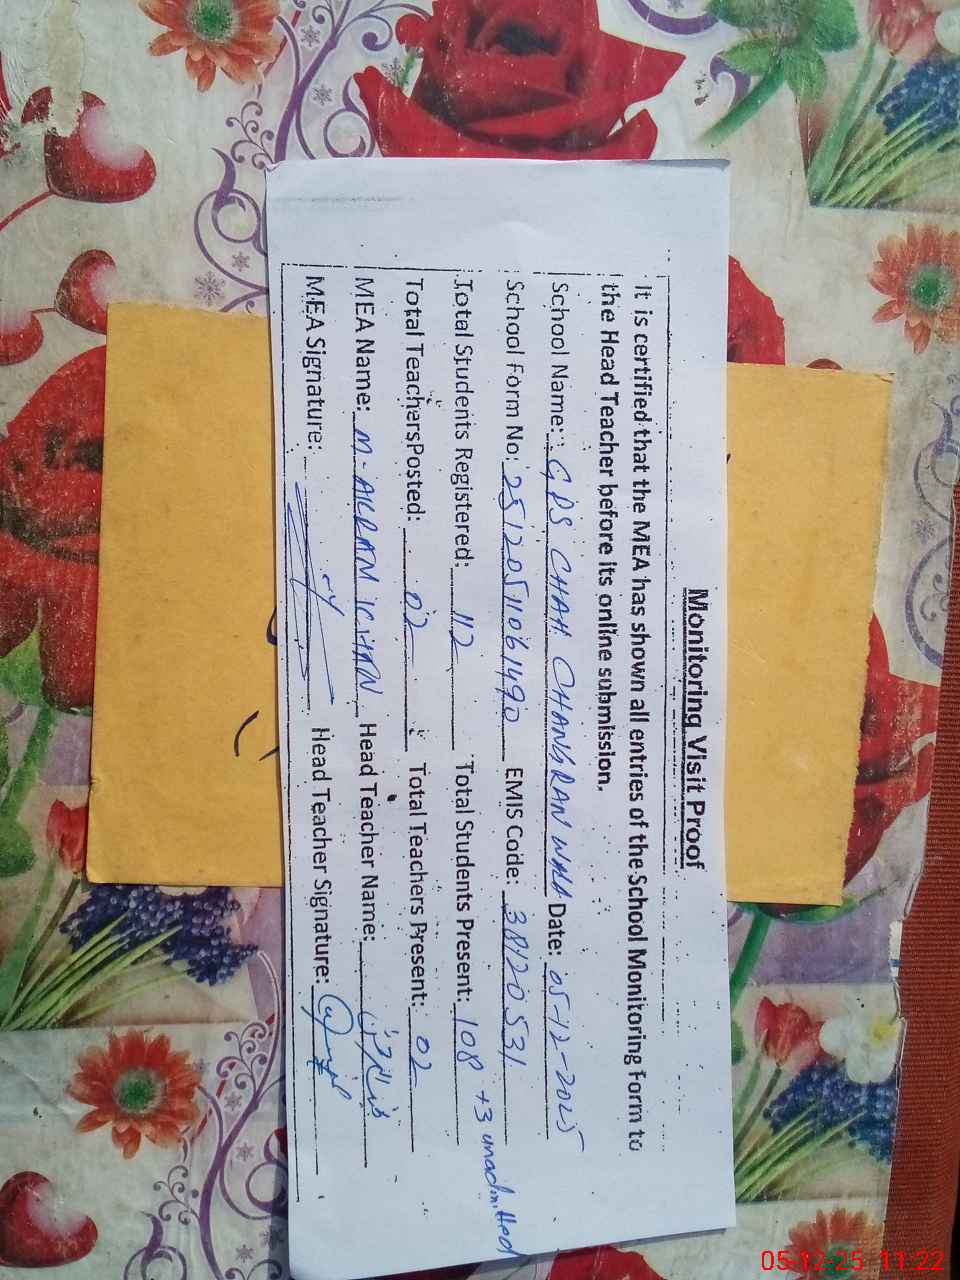 Monitoring Visit Proof
It is certified that the MEA has shown all entries of the School Monitoring Form to
the Head Teacher before its online submission.
School Name: GPS CHAH CHANGRAN WALA Date: 05-12-2025
School Form No: 25120511061490 EMIS Code: 38120531
Total Students Registered: 112 Total Students Present: 108 +3 unadmitted
Total Teachers Posted: 02 Total Teachers Present: 02
MEA Name: M. AKRAM KHAN Head Teacher Name:
MEA Signature: Head Teacher Signature:
05-12-25 11:22